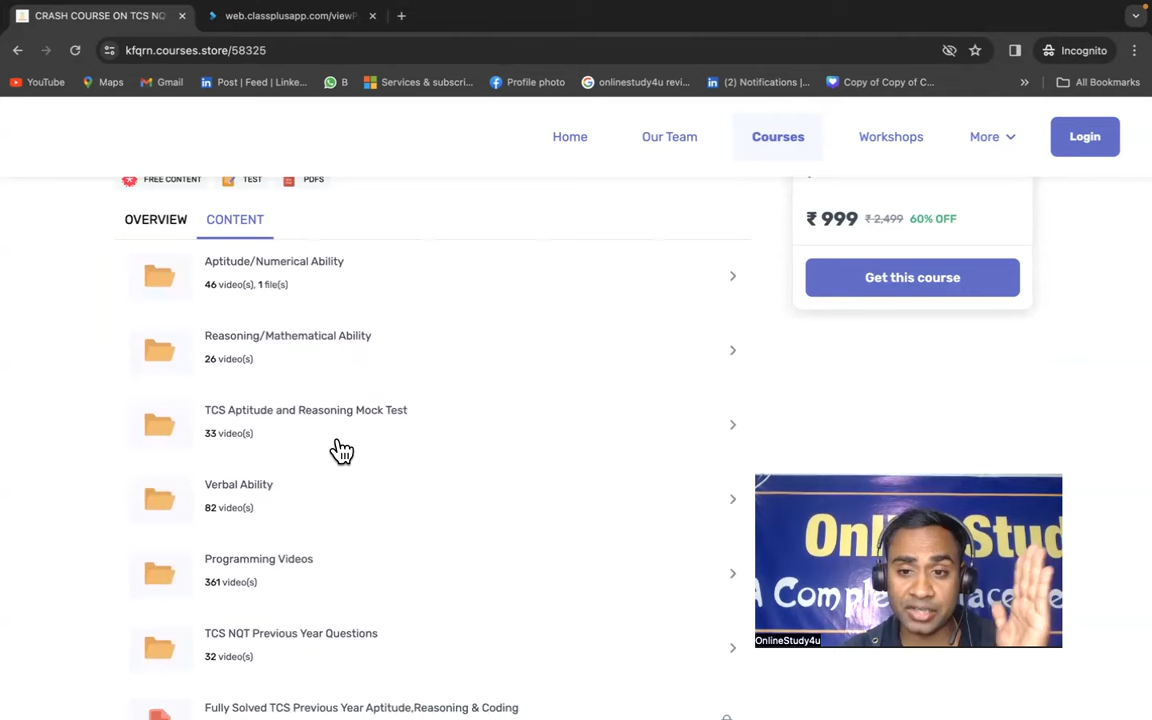 CRASH COURSE ON TCS NQ
web.classplusapp.com/viewP
kfqrn.courses.store/58325
Incognito
YouTube
Maps
Gmail
Post | Feed | Linke...
B
Services & subscri...
Profile photo
onlinestudy4u revi...
(2) Notifications |...
Copy of Copy of C...
»
All Bookmarks
Home
Our Team
Courses
Workshops
More
Login
FREE CONTENT
TEST
PDFS
₹ 999 ₹ 2,499 60% OFF
OVERVIEW
CONTENT
Get this course
Aptitude/Numerical Ability
46 video(s), 1 file(s)
Reasoning/Mathematical Ability
26 video(s)
TCS Aptitude and Reasoning Mock Test
33 video(s)
Verbal Ability
82 video(s)
Programming Videos
361 video(s)
TCS NQT Previous Year Questions
32 video(s)
Fully Solved TCS Previous Year Aptitude,Reasoning & Coding
OnlineStudy4u